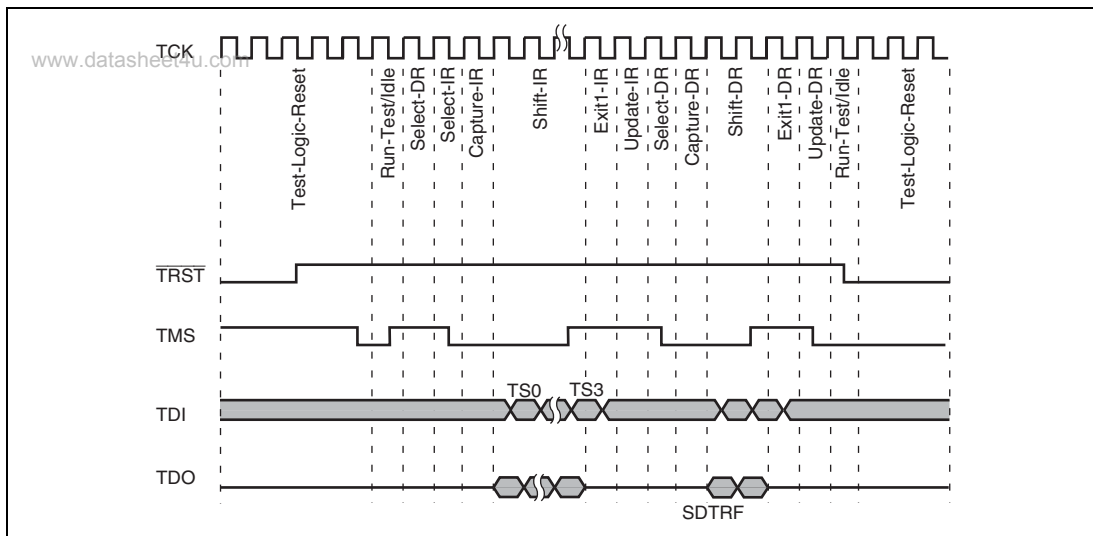 TCK
www.datasheet4u.com
Test-Logic-Reset
Run-Test/Idle
Select-DR
Select-IR
Capture-IR
Shift-IR
Exit1-IR
Update-IR
Select-DR
Capture-DR
Shift-DR
Exit1-DR
Update-DR
Run-Test/Idle
Test-Logic-Reset
TRST
TMS
TS0 TS3
TDI
TDO
SDTRF